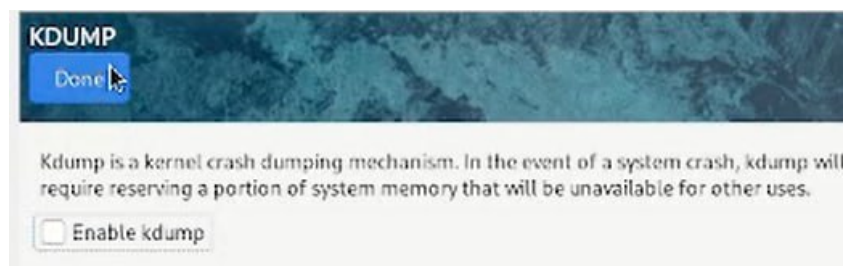 KDUMP
Done
Kdump is a kernel crash dumping mechanism. In the event of a system crash, kdump will
require reserving a portion of system memory that will be unavailable for other uses.
Enable kdump